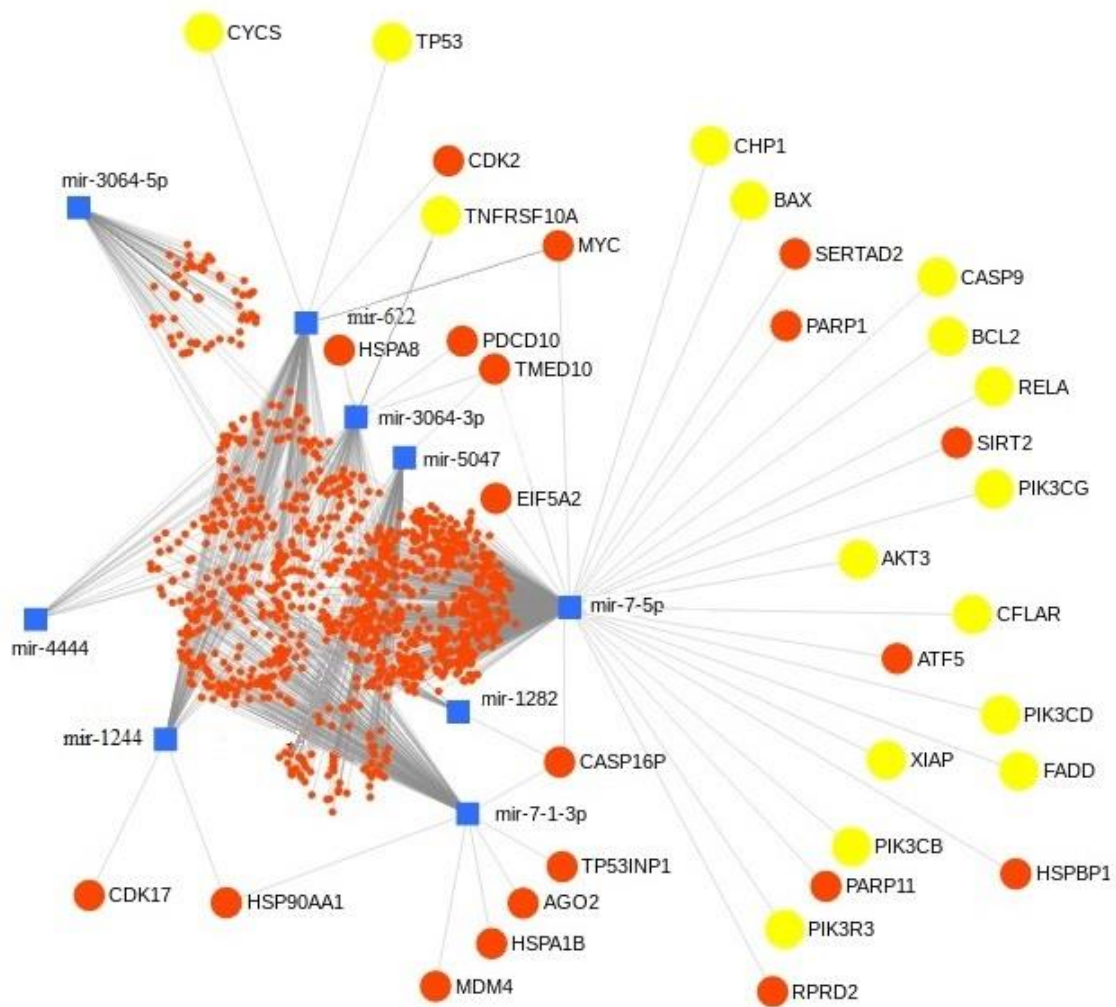 CYCS
TP53
CDK2
CHP1
mir-3064-5p
BAX
TNFRSF10A
MYC
SERTAD2
CASP9
mir-622
PARP1
BCL2
HSPA8
PDCD10
TMED10
RELA
mir-3064-3p
SIRT2
mir-5047
PIK3CG
EIF5A2
AKT3
mir-7-5p
CFLAR
mir-4444
ATF5
mir-1282
PIK3CD
mir-1244
CASP16P
XIAP
FADD
mir-7-1-3p
PIK3CB
TP53INP1
HSPBP1
PARP11
CDK17
HSP90AA1
AGO2
PIK3R3
HSPA1B
MDM4
RPRD2